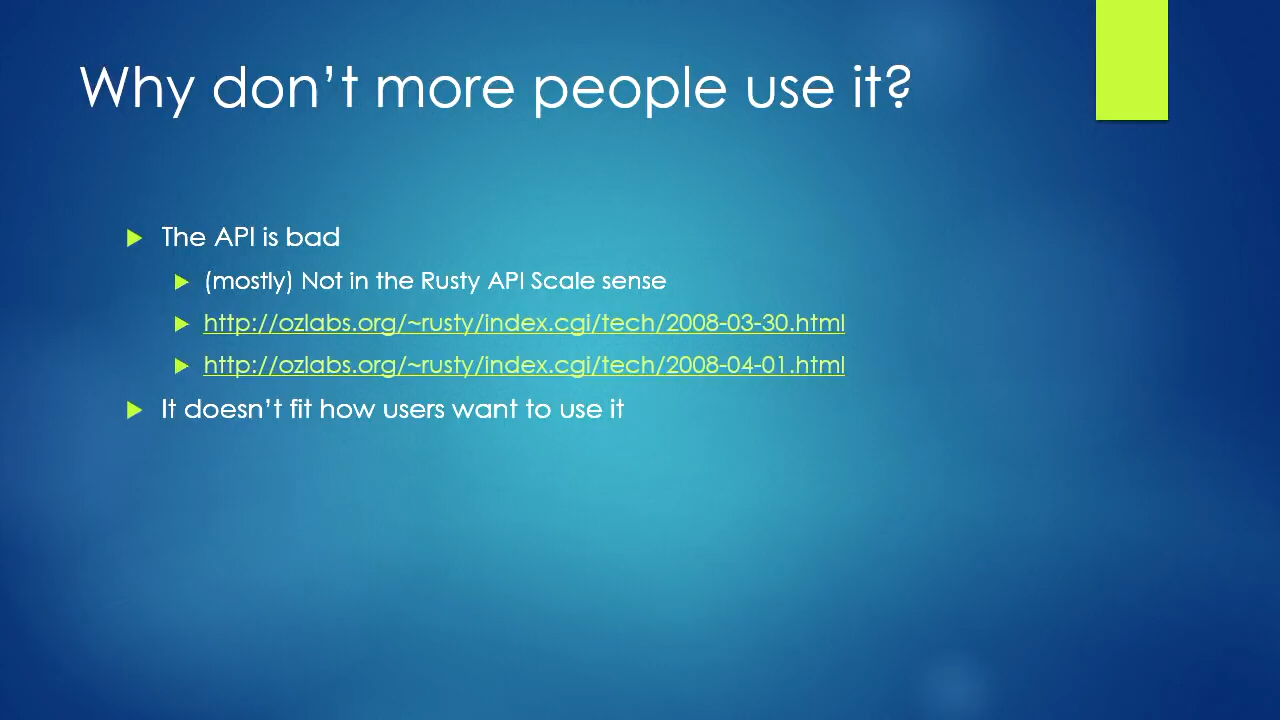 Why don’t more people use it?
The API is bad
(mostly) Not in the Rusty API Scale sense
http://ozlabs.org/~rusty/index.cgi/tech/2008-03-30.html
http://ozlabs.org/~rusty/index.cgi/tech/2008-04-01.html
It doesn’t fit how users want to use it